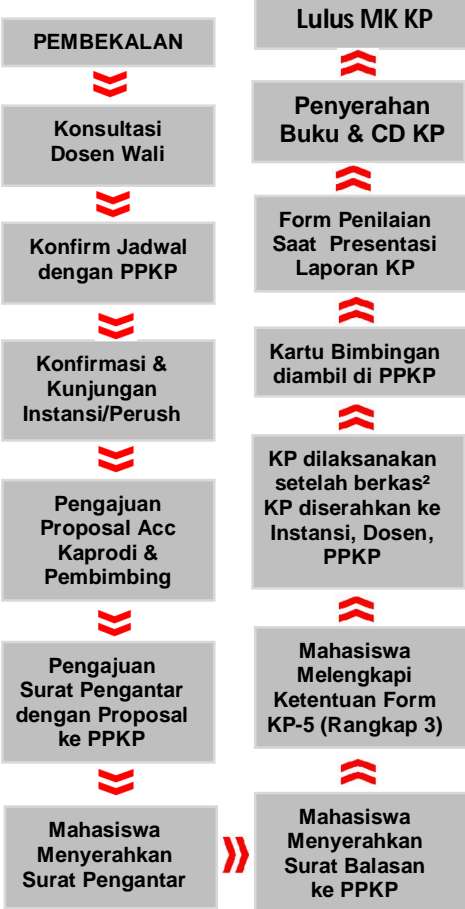 PEMBEKALAN
Konsultasi
Dosen Wali
Konfirm Jadwal
dengan PPKP
Konfirmasi &
Kunjungan
Instansi/Perush
Pengajuan
Proposal Acc
Kaprodi &
Pembimbing
Pengajuan
Surat Pengantar
dengan Proposal
ke PPKP
Mahasiswa
Menyerahkan
Surat Pengantar
Mahasiswa
Menyerahkan
Surat Balasan
ke PPKP
Mahasiswa
Melengkapi
Ketentuan Form
KP-5 (Rangkap 3)
KP dilaksanakan
setelah berkas²
KP diserahkan ke
Instansi, Dosen,
PPKP
Kartu Bimbingan
diambil di PPKP
Form Penilaian
Saat Presentasi
Laporan KP
Penyerahan
Buku & CD KP
Lulus MK KP